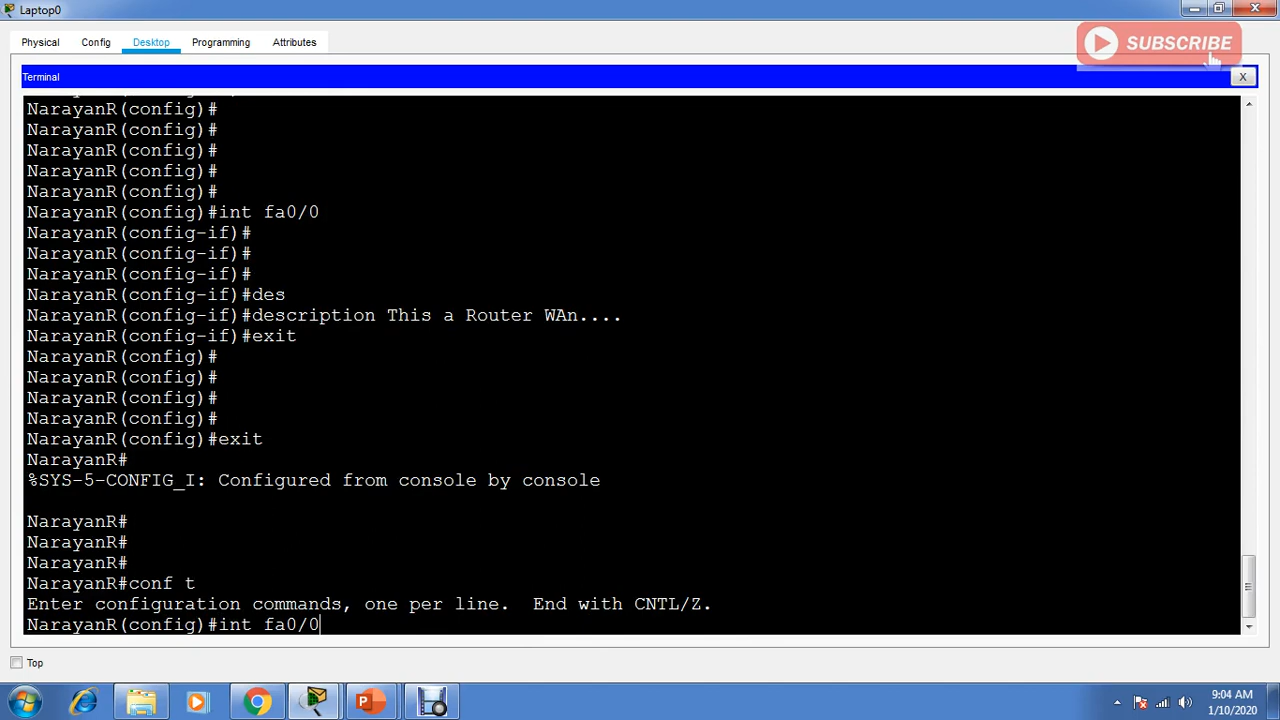 Laptop0
Physical Config Desktop Programming Attributes
SUBSCRIBE
Terminal
X
NarayanR(config)#
NarayanR(config)#
NarayanR(config)#
NarayanR(config)#
NarayanR(config)#
NarayanR(config)#int fa0/0
NarayanR(config-if)#
NarayanR(config-if)#
NarayanR(config-if)#
NarayanR(config-if)#des
NarayanR(config-if)#description This a Router WAn....
NarayanR(config-if)#exit
NarayanR(config)#
NarayanR(config)#
NarayanR(config)#
NarayanR(config)#
NarayanR(config)#exit
NarayanR#
%SYS-5-CONFIG_I: Configured from console by console
NarayanR#
NarayanR#
NarayanR#
NarayanR#conf t
Enter configuration commands, one per line.  End with CNTL/Z.
NarayanR(config)#int fa0/0
Top
P
9:04 AM
1/10/2020